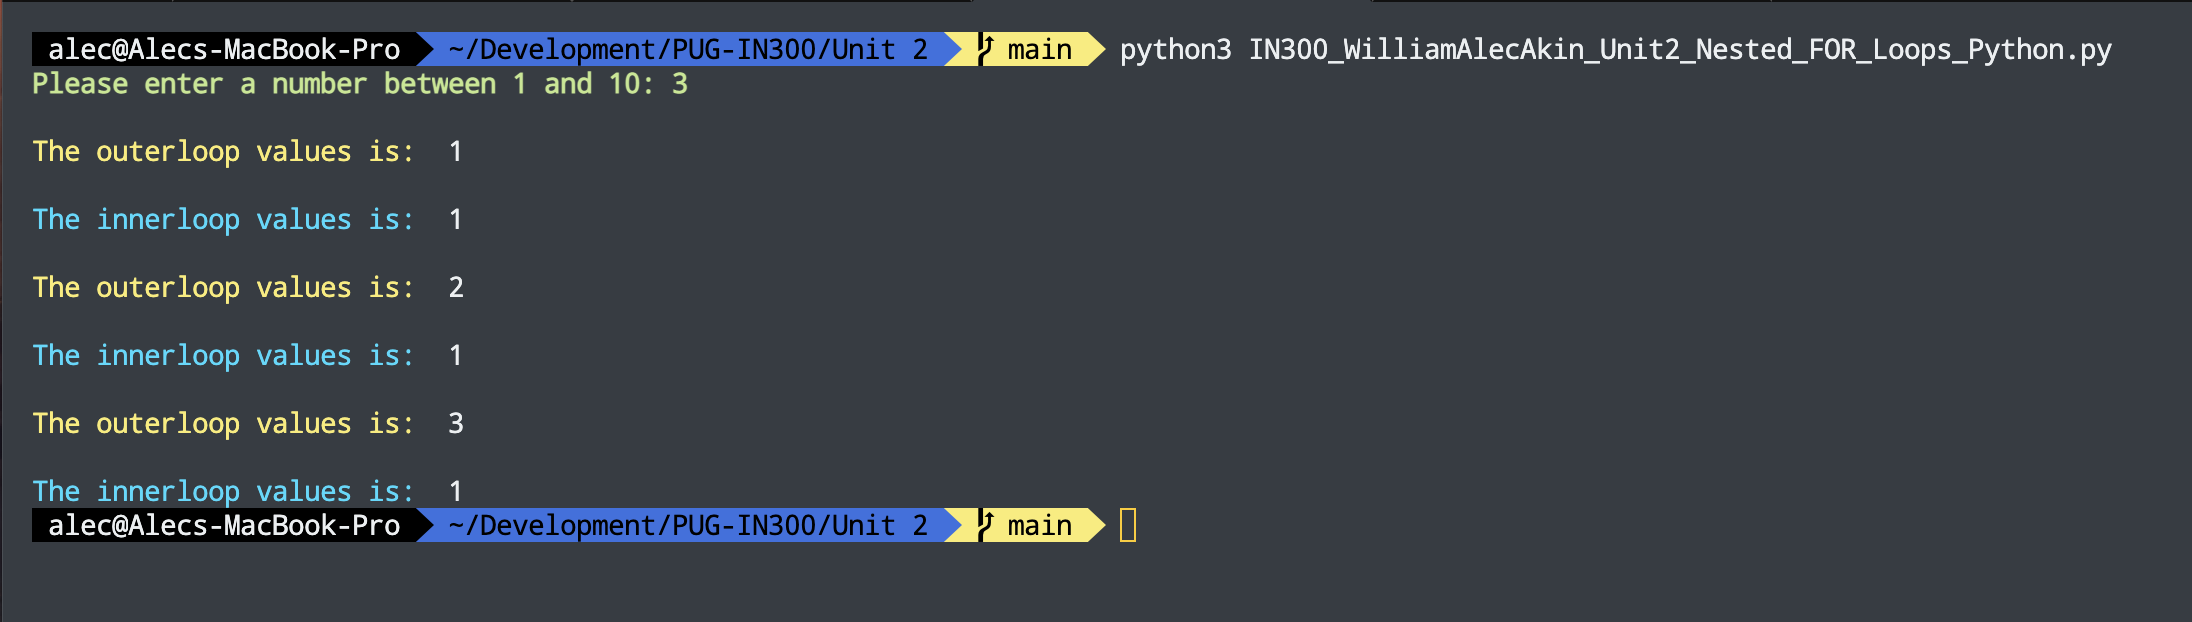 alec@Alecs-MacBook-Pro ~/Development/PUG-IN300/Unit 2 main python3 IN300_WilliamAlecAkin_Unit2_Nested_FOR_Loops_Python.py
Please enter a number between 1 and 10: 3
The outerloop values is: 1
The innerloop values is: 1
The outerloop values is: 2
The innerloop values is: 1
The outerloop values is: 3
The innerloop values is: 1
alec@Alecs-MacBook-Pro ~/Development/PUG-IN300/Unit 2 main